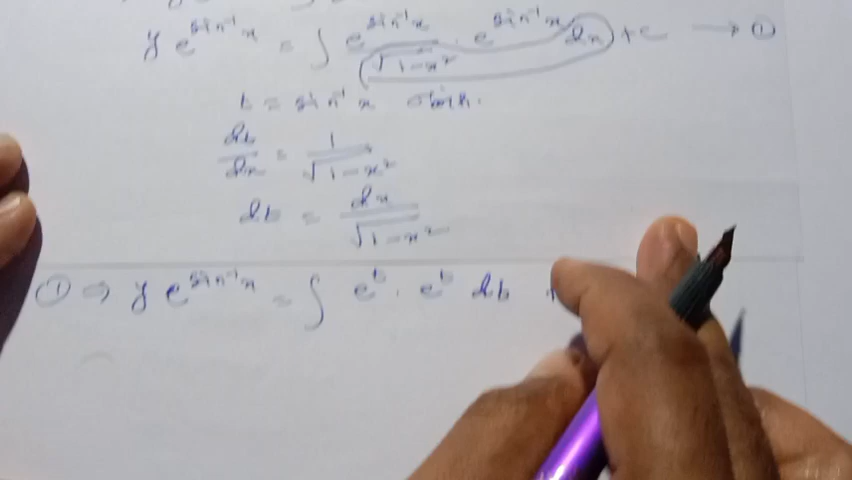 y e^{sin⁻¹x} = ∫ e^{sin⁻¹x}/√(1-x²) · e^{sin⁻¹x} dx + c → ①
t = sin⁻¹x
dt/dx = 1/√(1-x²)
dt = dx/√(1-x²)
① ⇒ y e^{sin⁻¹x} = ∫ e^t · e^t dt +